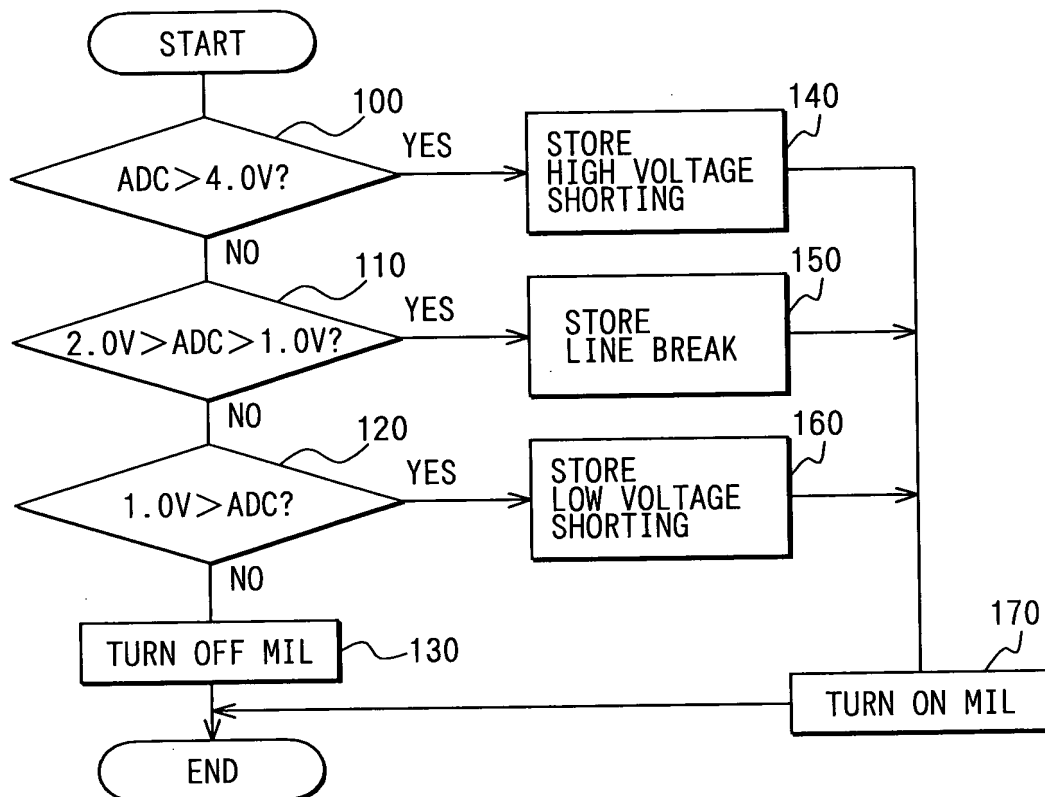 START
100
ADC>4.0V?
YES
STORE
HIGH VOLTAGE
SHORTING
140
NO
110
2.0V>ADC>1.0V?
YES
STORE
LINE BREAK
150
NO
120
1.0V>ADC?
YES
STORE
LOW VOLTAGE
SHORTING
160
NO
TURN OFF MIL
130
170
TURN ON MIL
END